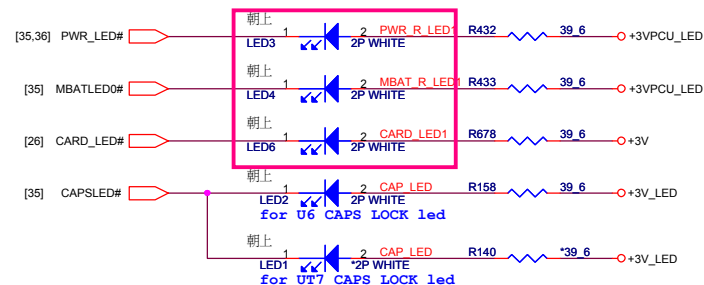 朝上
[35,36] PWR_LED# 1 2 PWR_R_LED1 R432 39_6 +3VPCU_LED
LED3 2P WHITE
朝上
[35] MBATLED0# 1 2 MBAT_R_LED1 R433 39_6 +3VPCU_LED
LED4 2P WHITE
朝上
[26] CARD_LED# 1 2 CARD_LED1 R678 39_6 +3V
LED6 2P WHITE
朝上
[35] CAPSLED# 1 2 CAP_LED R158 39_6 +3V_LED
LED2 2P WHITE
for U6 CAPS LOCK led
朝上
1 2 CAP_LED R140 *39_6 +3V_LED
LED1 *2P WHITE
for UT7 CAPS LOCK led